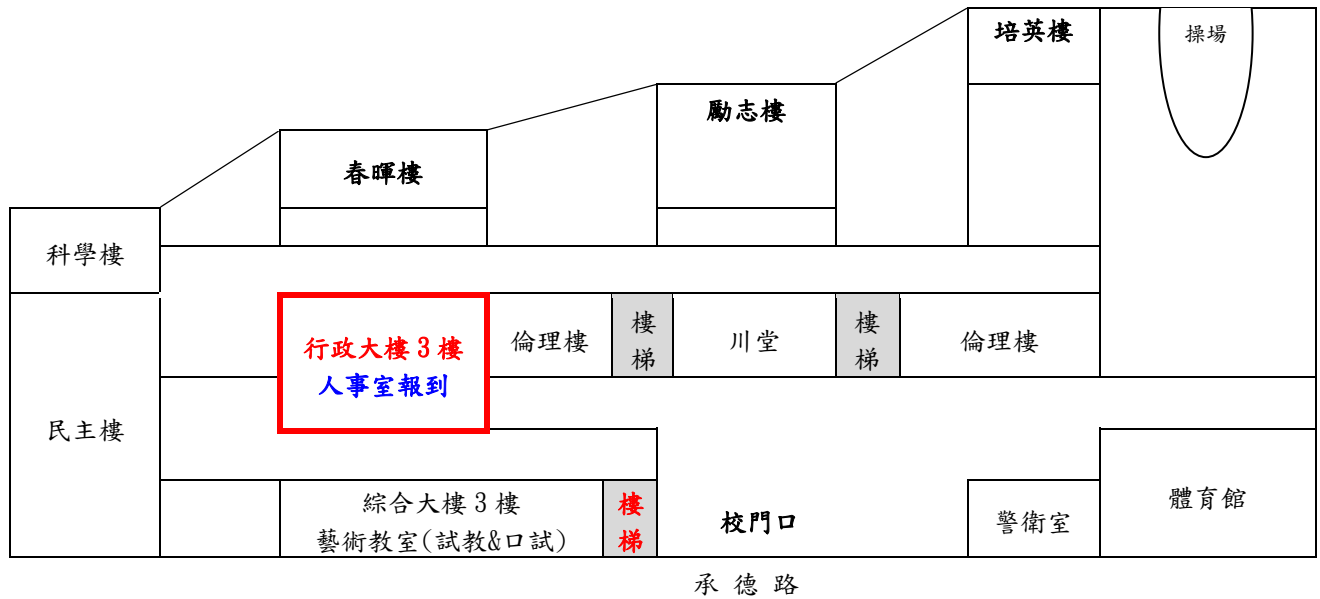 培英樓
操場
勵志樓
春暉樓
科學樓
行政大樓 3 樓
人事室報到
倫理樓
樓
梯
川堂
樓
梯
倫理樓
民主樓
綜合大樓 3 樓
藝術教室(試教&口試)
樓
梯
校門口
警衛室
體育館
承 德 路